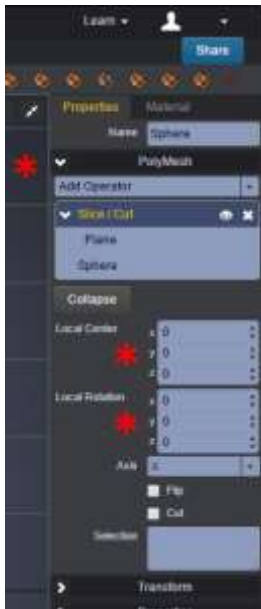 Learn
Share
Properties Material
Name Sphere
PolyMesh
Add Operator
Slice / Cut
Plane
Sphere
Collapse
Local Center x 0
y 0
z 0
Local Rotation x 0
y 0
z 0
Axis X
Flip
Cut
Selection
Transform